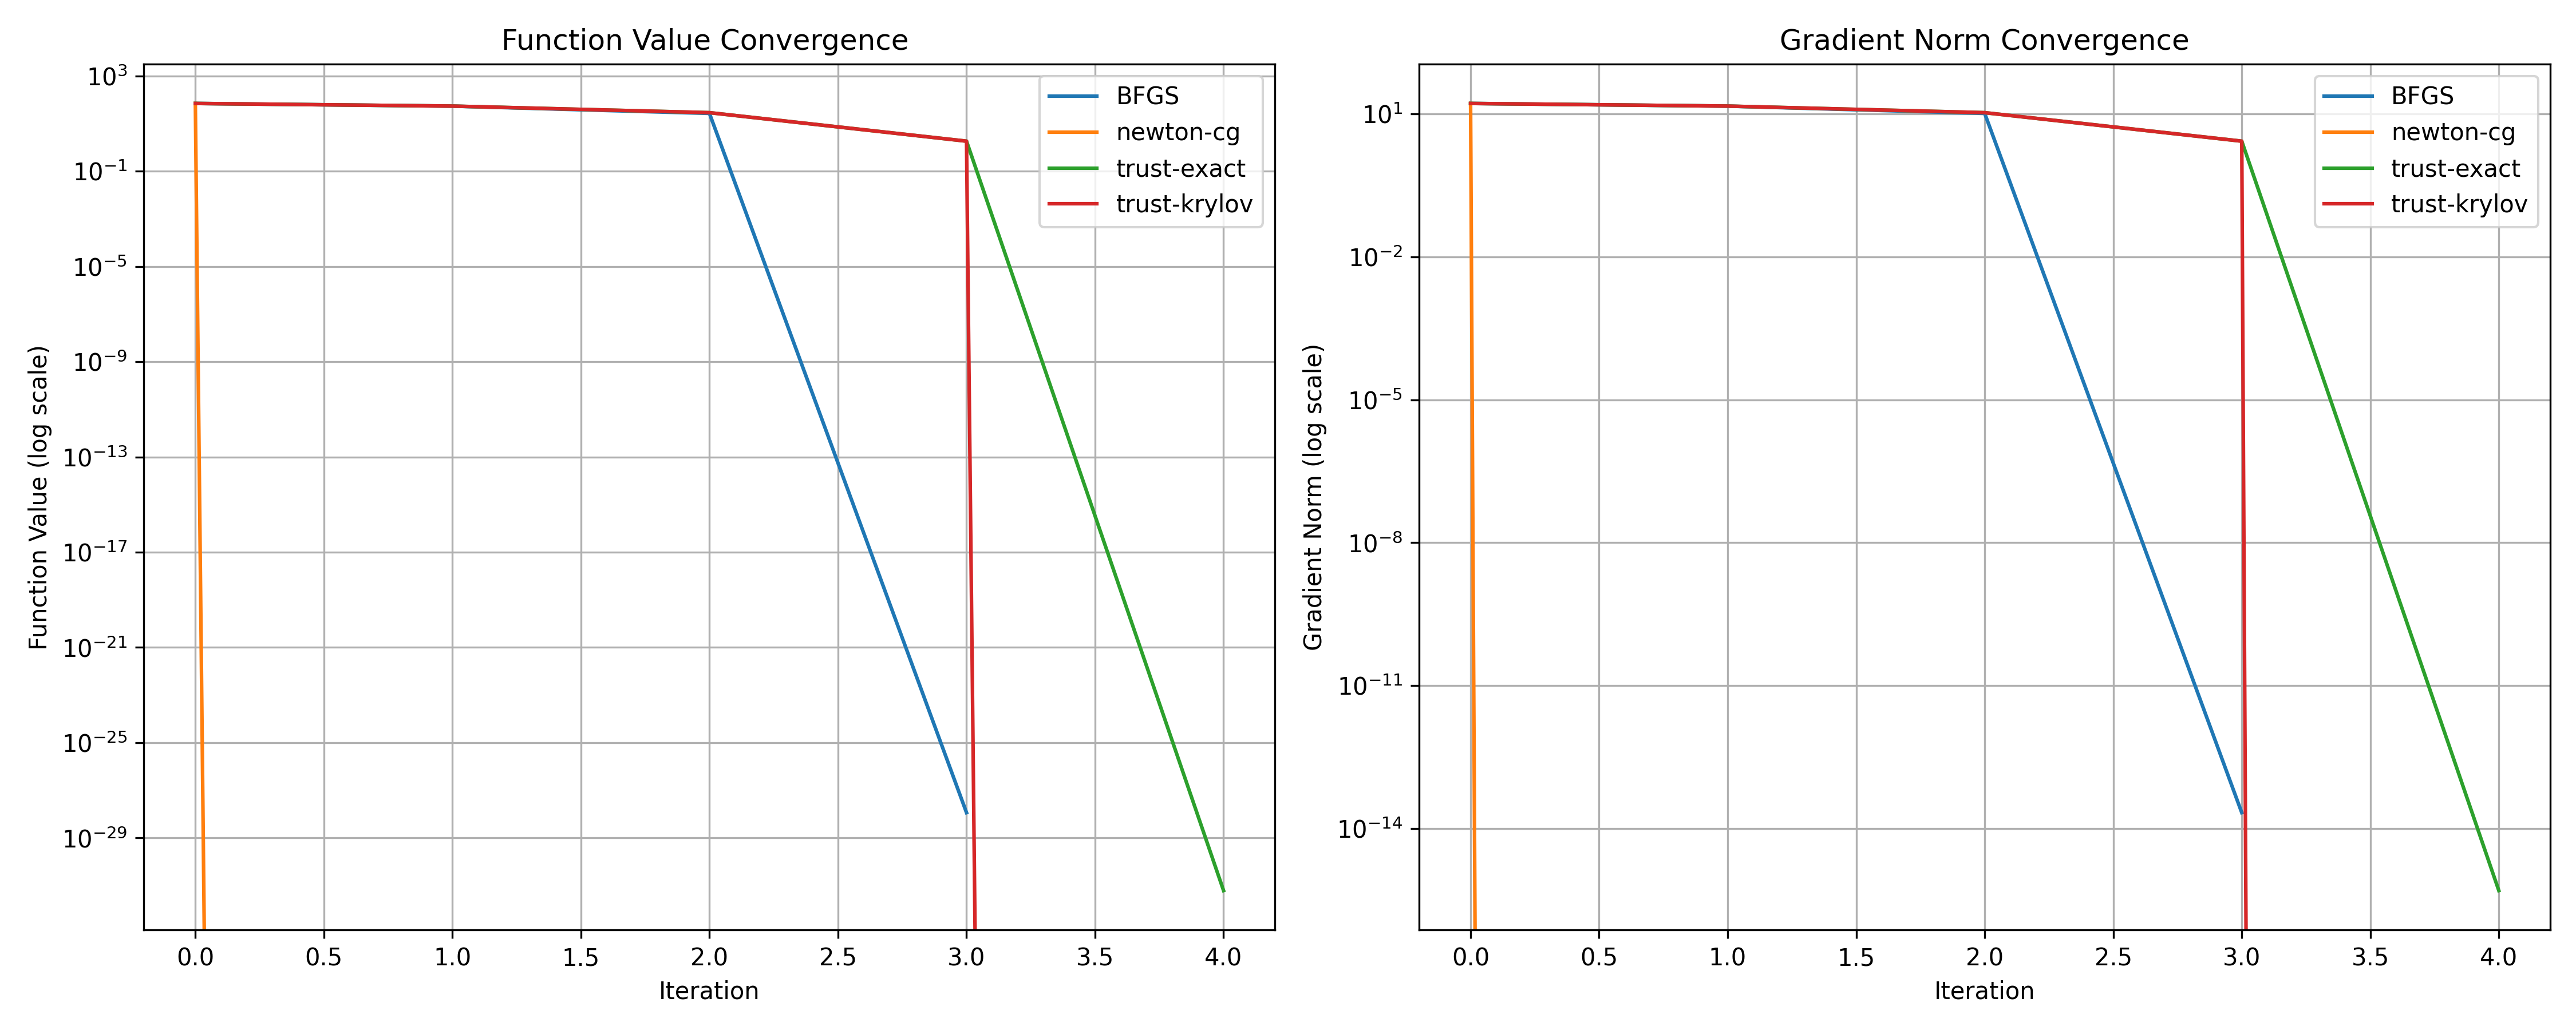 Function Value Convergence
Function Value (log scale)
10³
10⁻¹
10⁻⁵
10⁻⁹
10⁻¹³
10⁻¹⁷
10⁻²¹
10⁻²⁵
10⁻²⁹
BFGS
newton-cg
trust-exact
trust-krylov
0.0 0.5 1.0 1.5 2.0 2.5 3.0 3.5 4.0
Iteration
Gradient Norm Convergence
Gradient Norm (log scale)
10¹
10⁻²
10⁻⁵
10⁻⁸
10⁻¹¹
10⁻¹⁴
BFGS
newton-cg
trust-exact
trust-krylov
0.0 0.5 1.0 1.5 2.0 2.5 3.0 3.5 4.0
Iteration